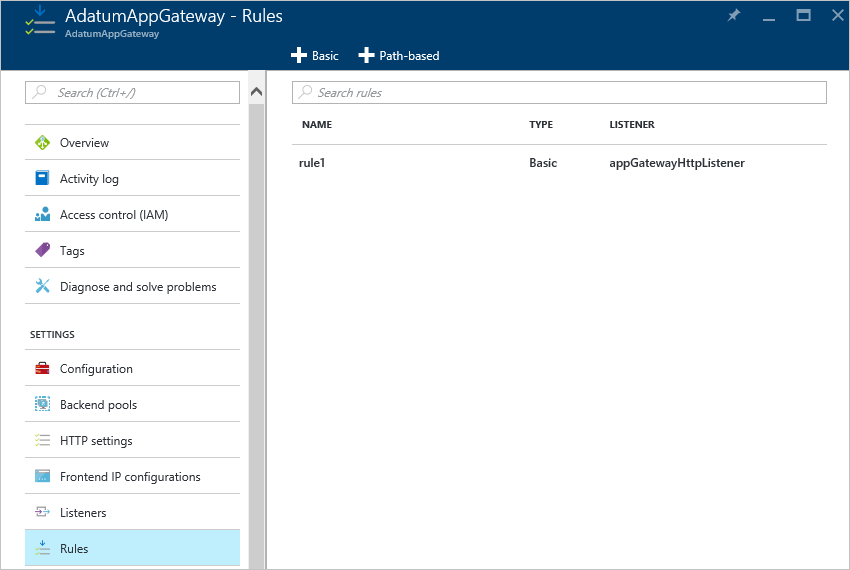 AdatumAppGateway - Rules
AdatumAppGateway
Basic
Path-based
Search (Ctrl+/)
Overview
Activity log
Access control (IAM)
Tags
Diagnose and solve problems
SETTINGS
Configuration
Backend pools
HTTP settings
Frontend IP configurations
Listeners
Rules
Search rules
NAME TYPE LISTENER
rule1 Basic appGatewayHttpListener